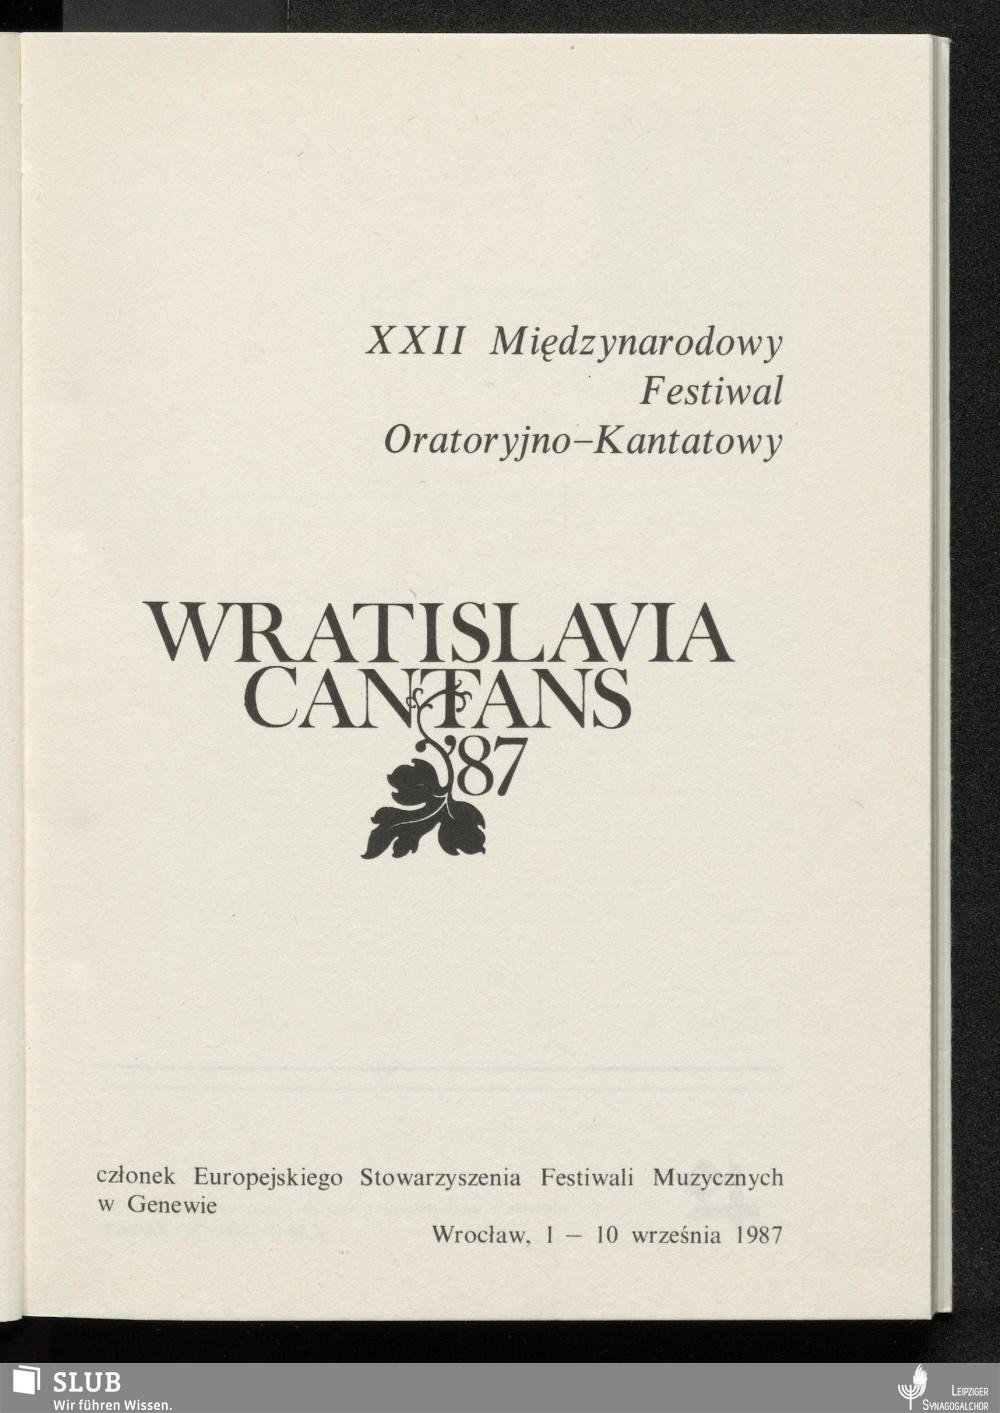 XXII Międzynarodowy
Festiwal
Oratoryjno–Kantatowy
WRATISLAVIA
CANTANS
'87
członek Europejskiego Stowarzyszenia Festiwali Muzycznych
w Genewie
Wrocław, 1 – 10 września 1987
SLUB
Wir führen Wissen.
LEIPZIGER
SYNAGOGALCHOR